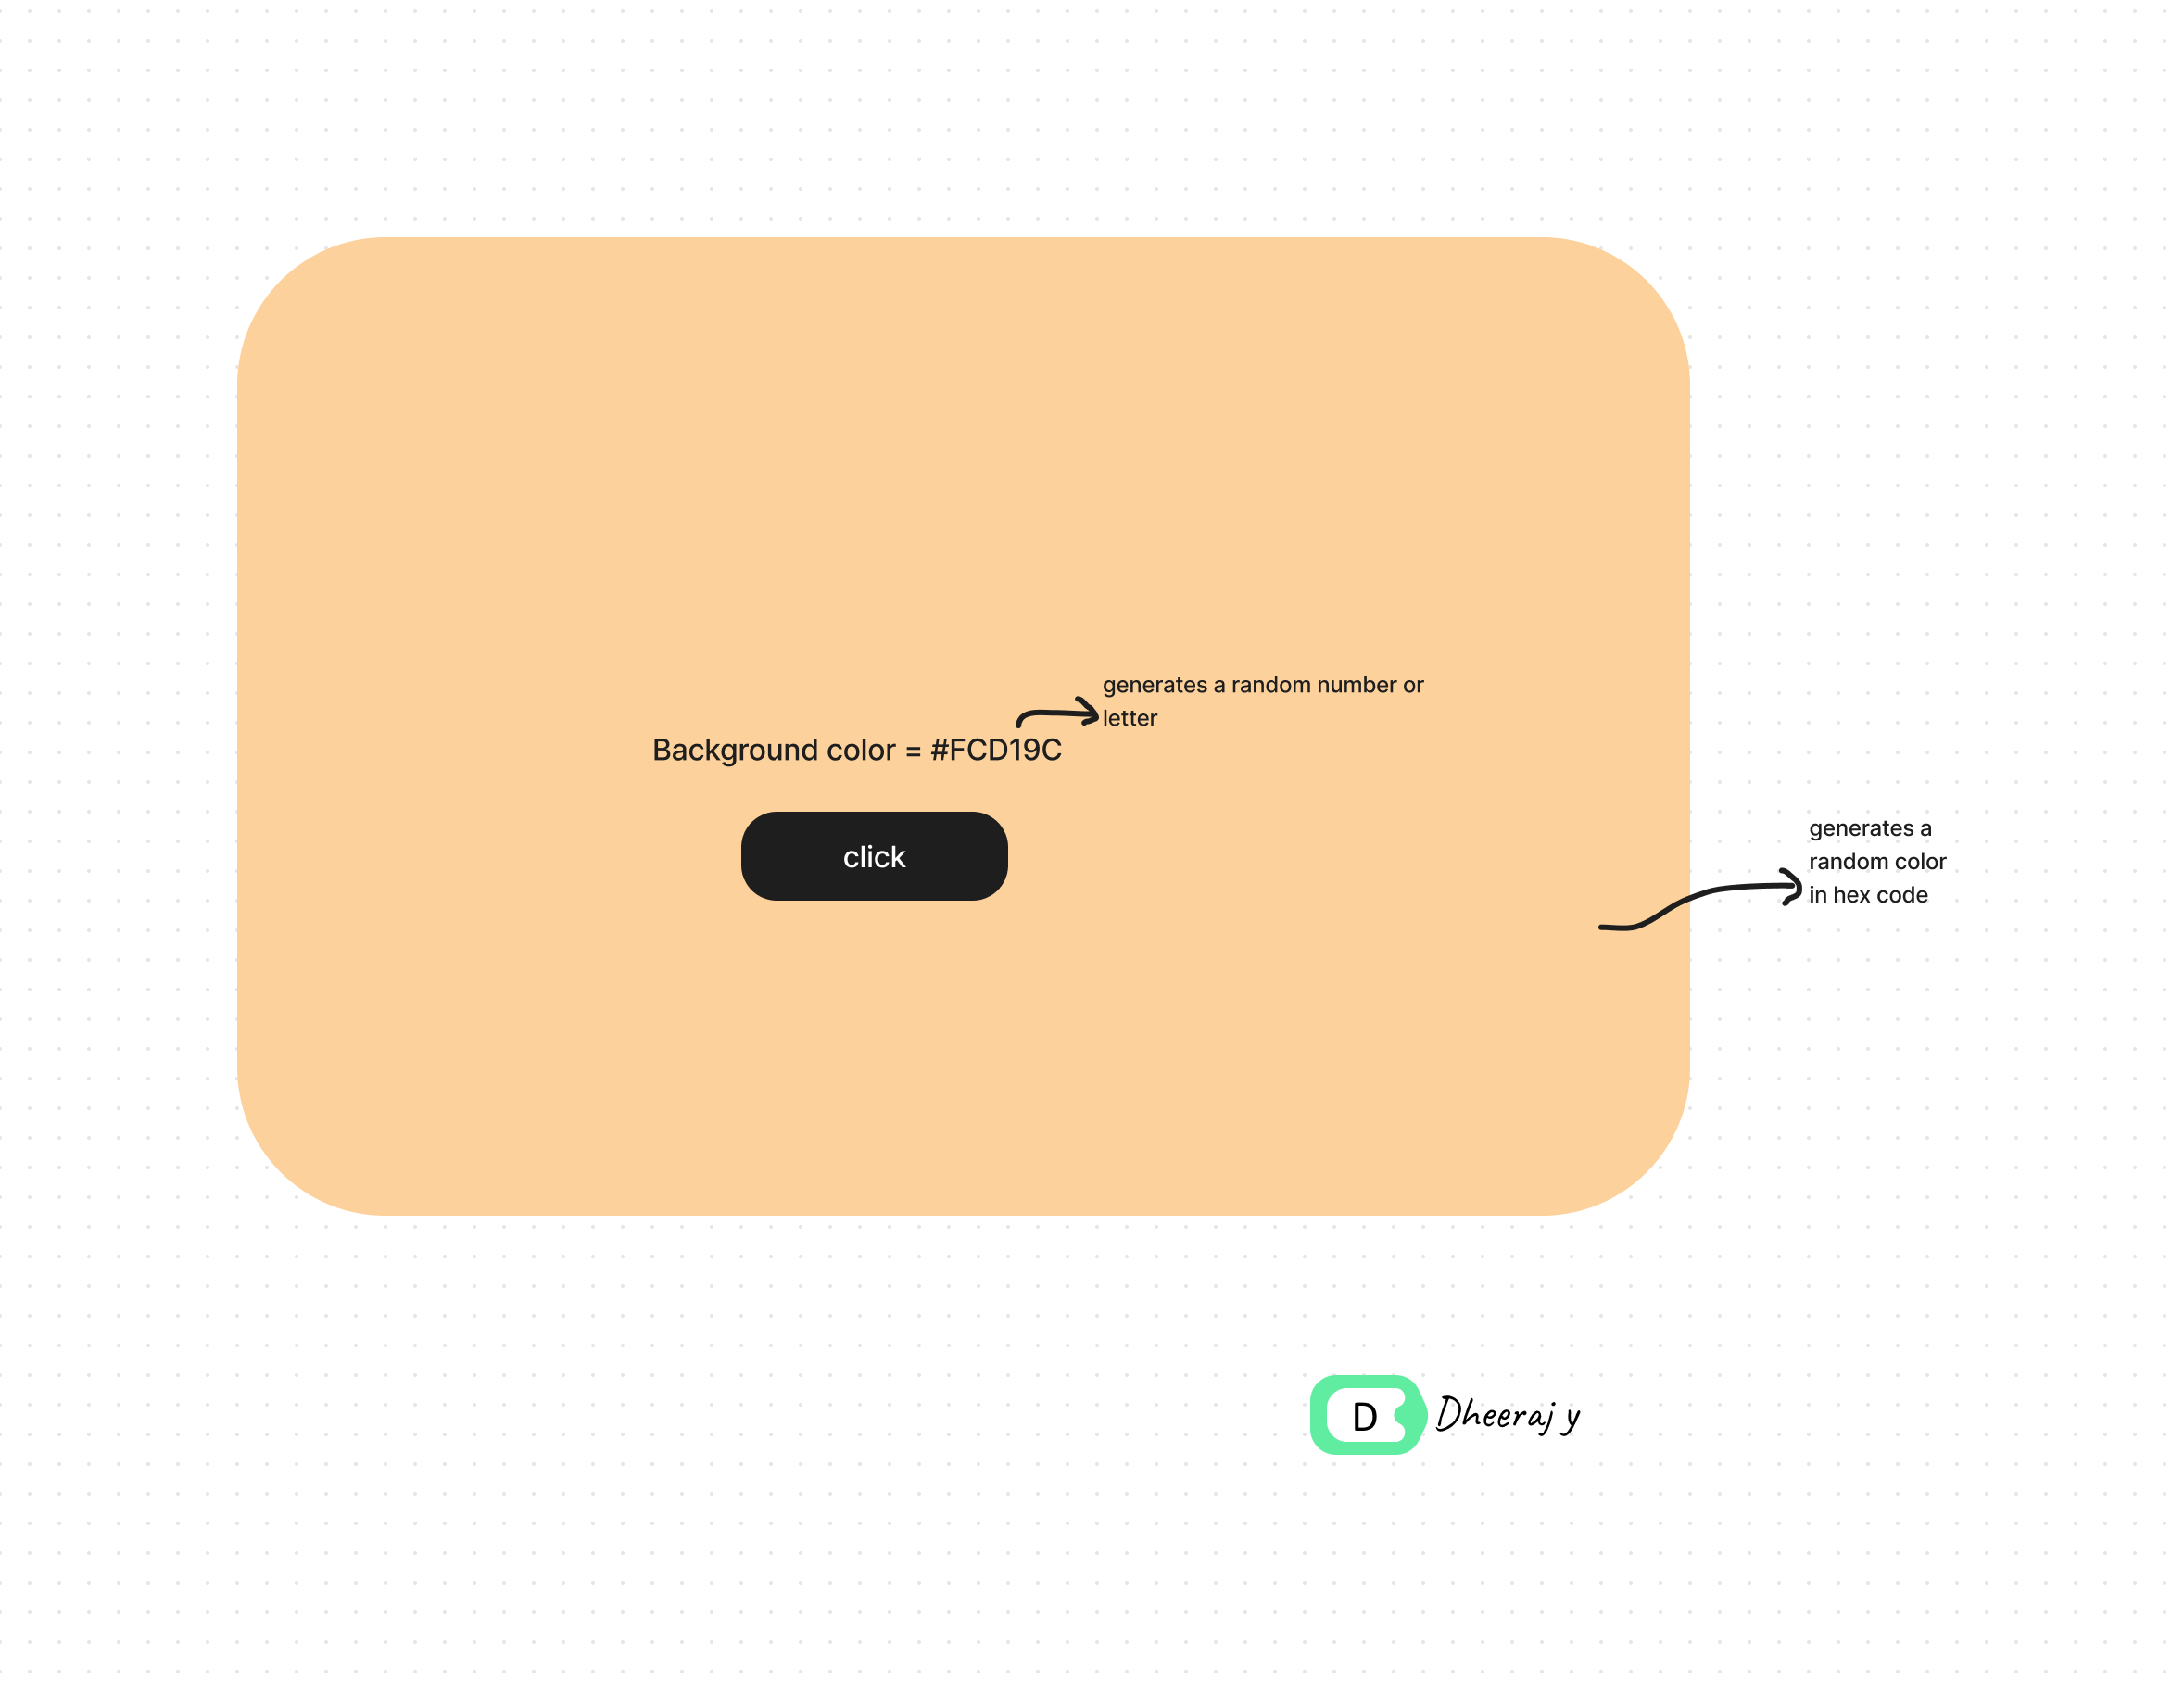 generates a random number or
letter
Background color = #FCD19C
click
generates a
random color
in hex code
D
Dheeraj y